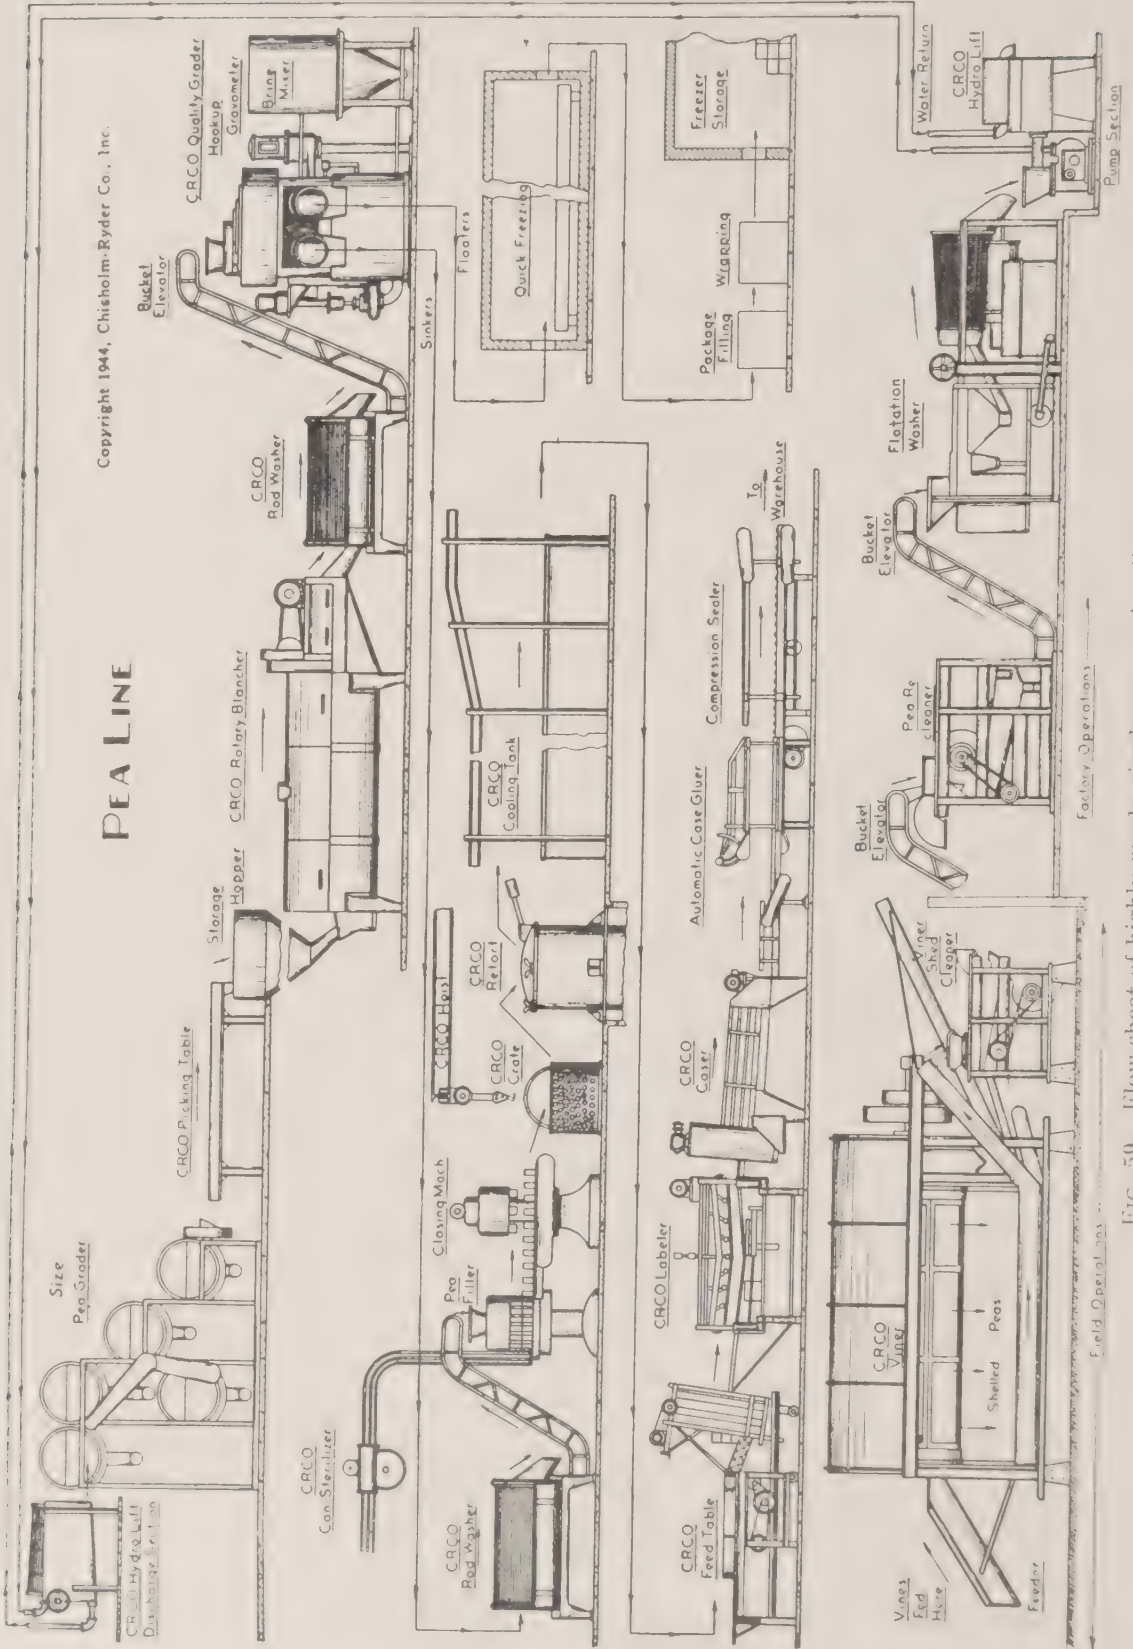 PEA LINE
Copyright 1944, Chisholm-Ryder Co., Inc.
CRCO Hydro Lift
Discharge Section
Size
Pea Grader
CRCO Picking Table
Storage
Hopper
CRCO Rotary Blancher
CRCO
Rod Washer
Bucket
Elevator
CRCO Quality Grader
Hookup
Gravometer
Brine
Mixer
Sinkers
Floaters
CRCO
Can Sterilizer
CRCO
Rod Washer
Pea
Filler
Closing Mach
CRCO Hoist
CRCO
Crate
CRCO
Retort
CRCO
Cooling Tank
Quick Freezing
Package
Filling
Wrapping
Freezer
Storage
CRCO
Feed Table
CRCO Labeler
CRCO
Caser
Automatic Case Gluer
Compression Sealer
To
Warehouse
Vines
Fed
Here
Feeder
CRCO
Viner
Shelled Peas
Viner
Shed
Cleaner
Bucket
Elevator
Pea Re
cleaner
Bucket
Elevator
Flotation
Washer
Water Return
CRCO
Hydro Lift
Pump Section
Field Operations
Factory Operations